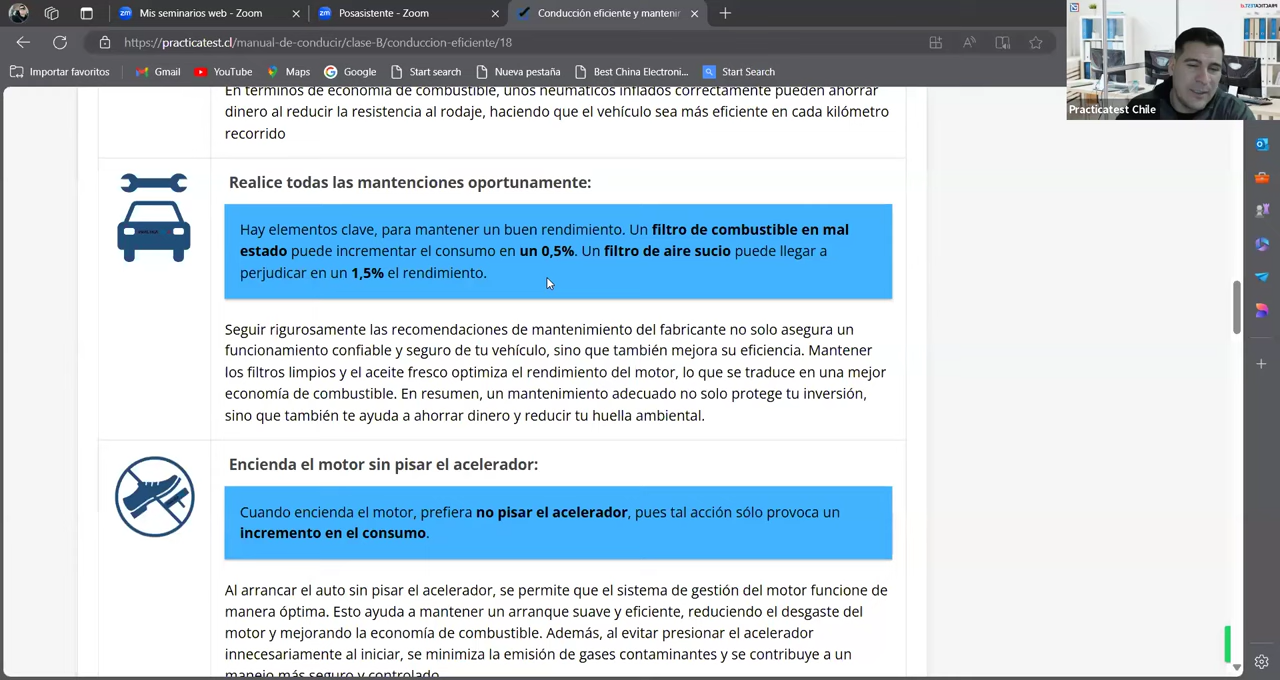 Mis seminarios web - Zoom
Posasistente - Zoom
Conducción eficiente y mantenir
https://practicatest.cl/manual-de-conducir/clase-B/conduccion-eficiente/18
Importar favoritos
Gmail
YouTube
Maps
Google
Start search
Nueva pestaña
Best China Electroni...
Start Search
Practicatest Chile
En términos de economía de combustible, unos neumáticos inflados correctamente pueden ahorrar
dinero al reducir la resistencia al rodaje, haciendo que el vehículo sea más eficiente en cada kilómetro
recorrido
Realice todas las mantenciones oportunamente:
Hay elementos clave, para mantener un buen rendimiento. Un filtro de combustible en mal
estado puede incrementar el consumo en un 0,5%. Un filtro de aire sucio puede llegar a
perjudicar en un 1,5% el rendimiento.
Seguir rigurosamente las recomendaciones de mantenimiento del fabricante no solo asegura un
funcionamiento confiable y seguro de tu vehículo, sino que también mejora su eficiencia. Mantener
los filtros limpios y el aceite fresco optimiza el rendimiento del motor, lo que se traduce en una mejor
economía de combustible. En resumen, un mantenimiento adecuado no solo protege tu inversión,
sino que también te ayuda a ahorrar dinero y reducir tu huella ambiental.
Encienda el motor sin pisar el acelerador:
Cuando encienda el motor, prefiera no pisar el acelerador, pues tal acción sólo provoca un
incremento en el consumo.
Al arrancar el auto sin pisar el acelerador, se permite que el sistema de gestión del motor funcione de
manera óptima. Esto ayuda a mantener un arranque suave y eficiente, reduciendo el desgaste del
motor y mejorando la economía de combustible. Además, al evitar presionar el acelerador
innecesariamente al iniciar, se minimiza la emisión de gases contaminantes y se contribuye a un
manejo más seguro y controlado.